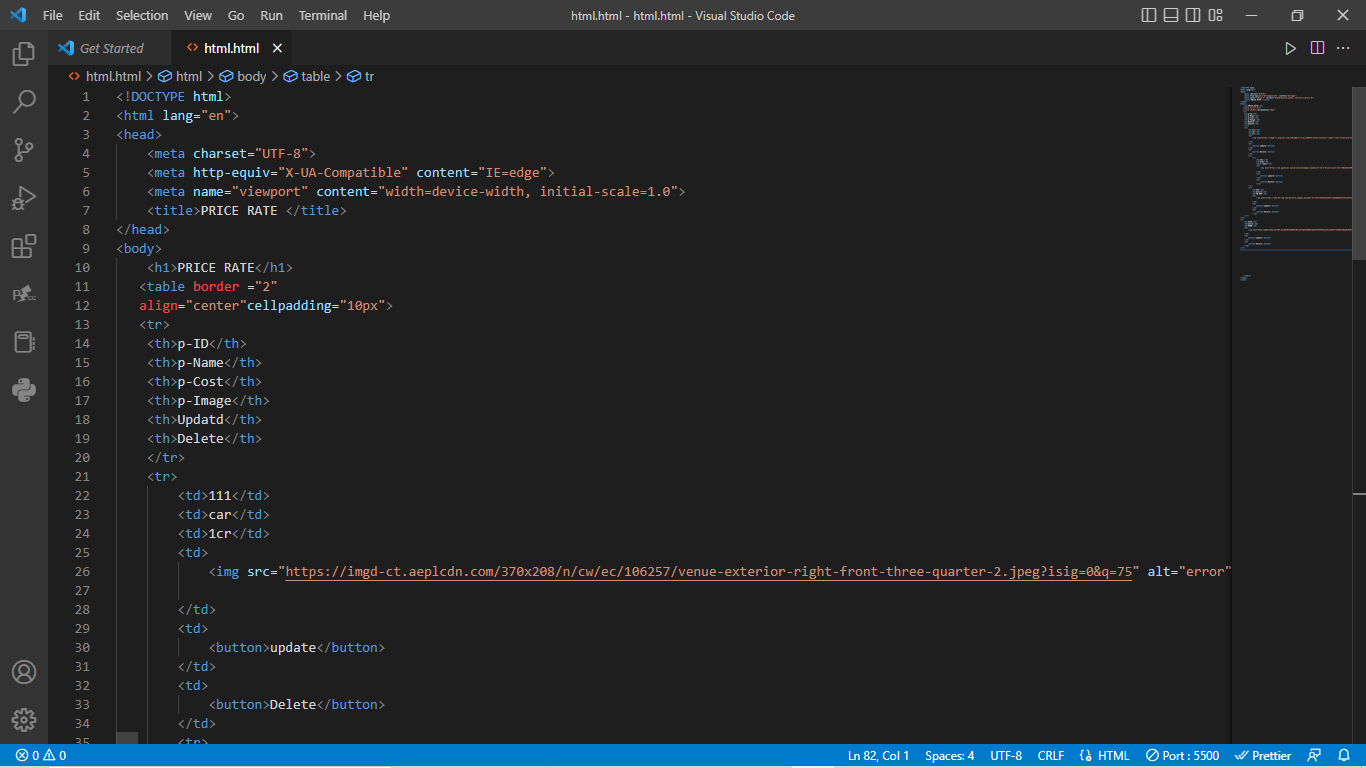 File Edit Selection View Go Run Terminal Help html.html - html.html - Visual Studio Code
Get Started html.html
html.html > html > body > table > tr
1 <!DOCTYPE html>
2 <html lang="en">
3 <head>
4 <meta charset="UTF-8">
5 <meta http-equiv="X-UA-Compatible" content="IE=edge">
6 <meta name="viewport" content="width=device-width, initial-scale=1.0">
7 <title>PRICE RATE </title>
8 </head>
9 <body>
10 <h1>PRICE RATE</h1>
11 <table border ="2"
12 align="center"cellpadding="10px">
13 <tr>
14 <th>p-ID</th>
15 <th>p-Name</th>
16 <th>p-Cost</th>
17 <th>p-Image</th>
18 <th>Updatd</th>
19 <th>Delete</th>
20 </tr>
21 <tr>
22 <td>111</td>
23 <td>car</td>
24 <td>1cr</td>
25 <td>
26 <img src="https://imgd-ct.aeplcdn.com/370x208/n/cw/ec/106257/venue-exterior-right-front-three-quarter-2.jpeg?isig=0&q=75" alt="error"
27
28 </td>
29 <td>
30 <button>update</button>
31 </td>
32 <td>
33 <button>Delete</button>
34 </td>
35 <tr>
0 0 Ln 82, Col 1 Spaces: 4 UTF-8 CRLF {} HTML Port : 5500 Prettier